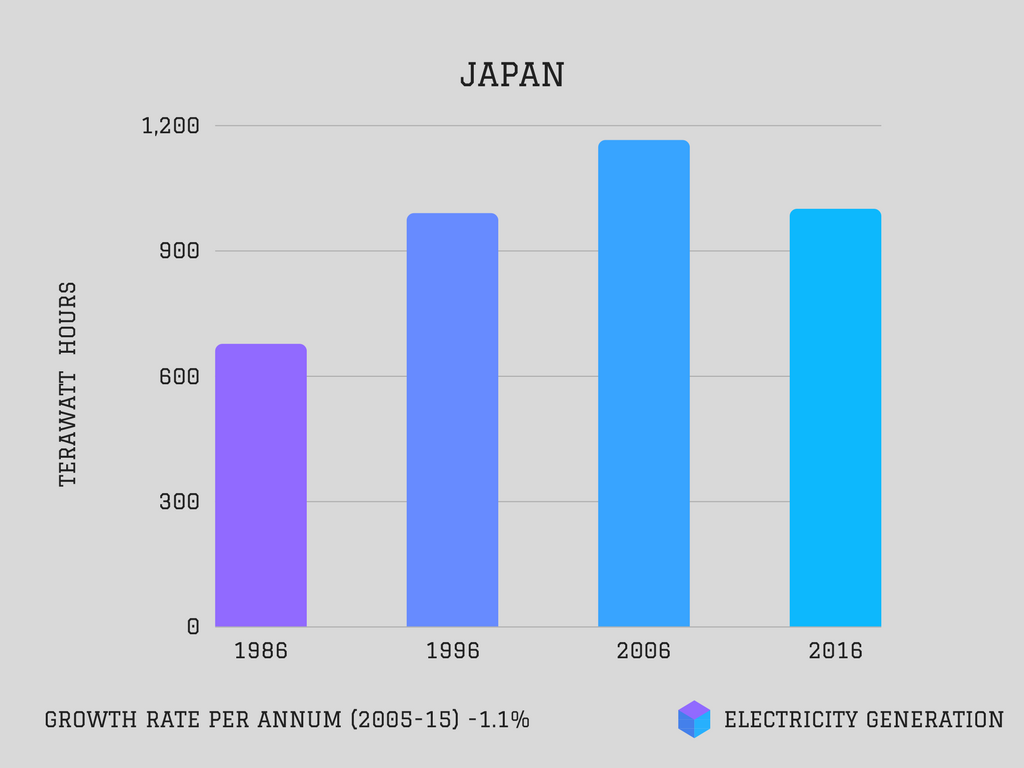 JAPAN
1,200
900
600
300
0
TERAWATT HOURS
1986 1996 2006 2016
GROWTH RATE PER ANNUM (2005-15) -1.1%
ELECTRICITY GENERATION